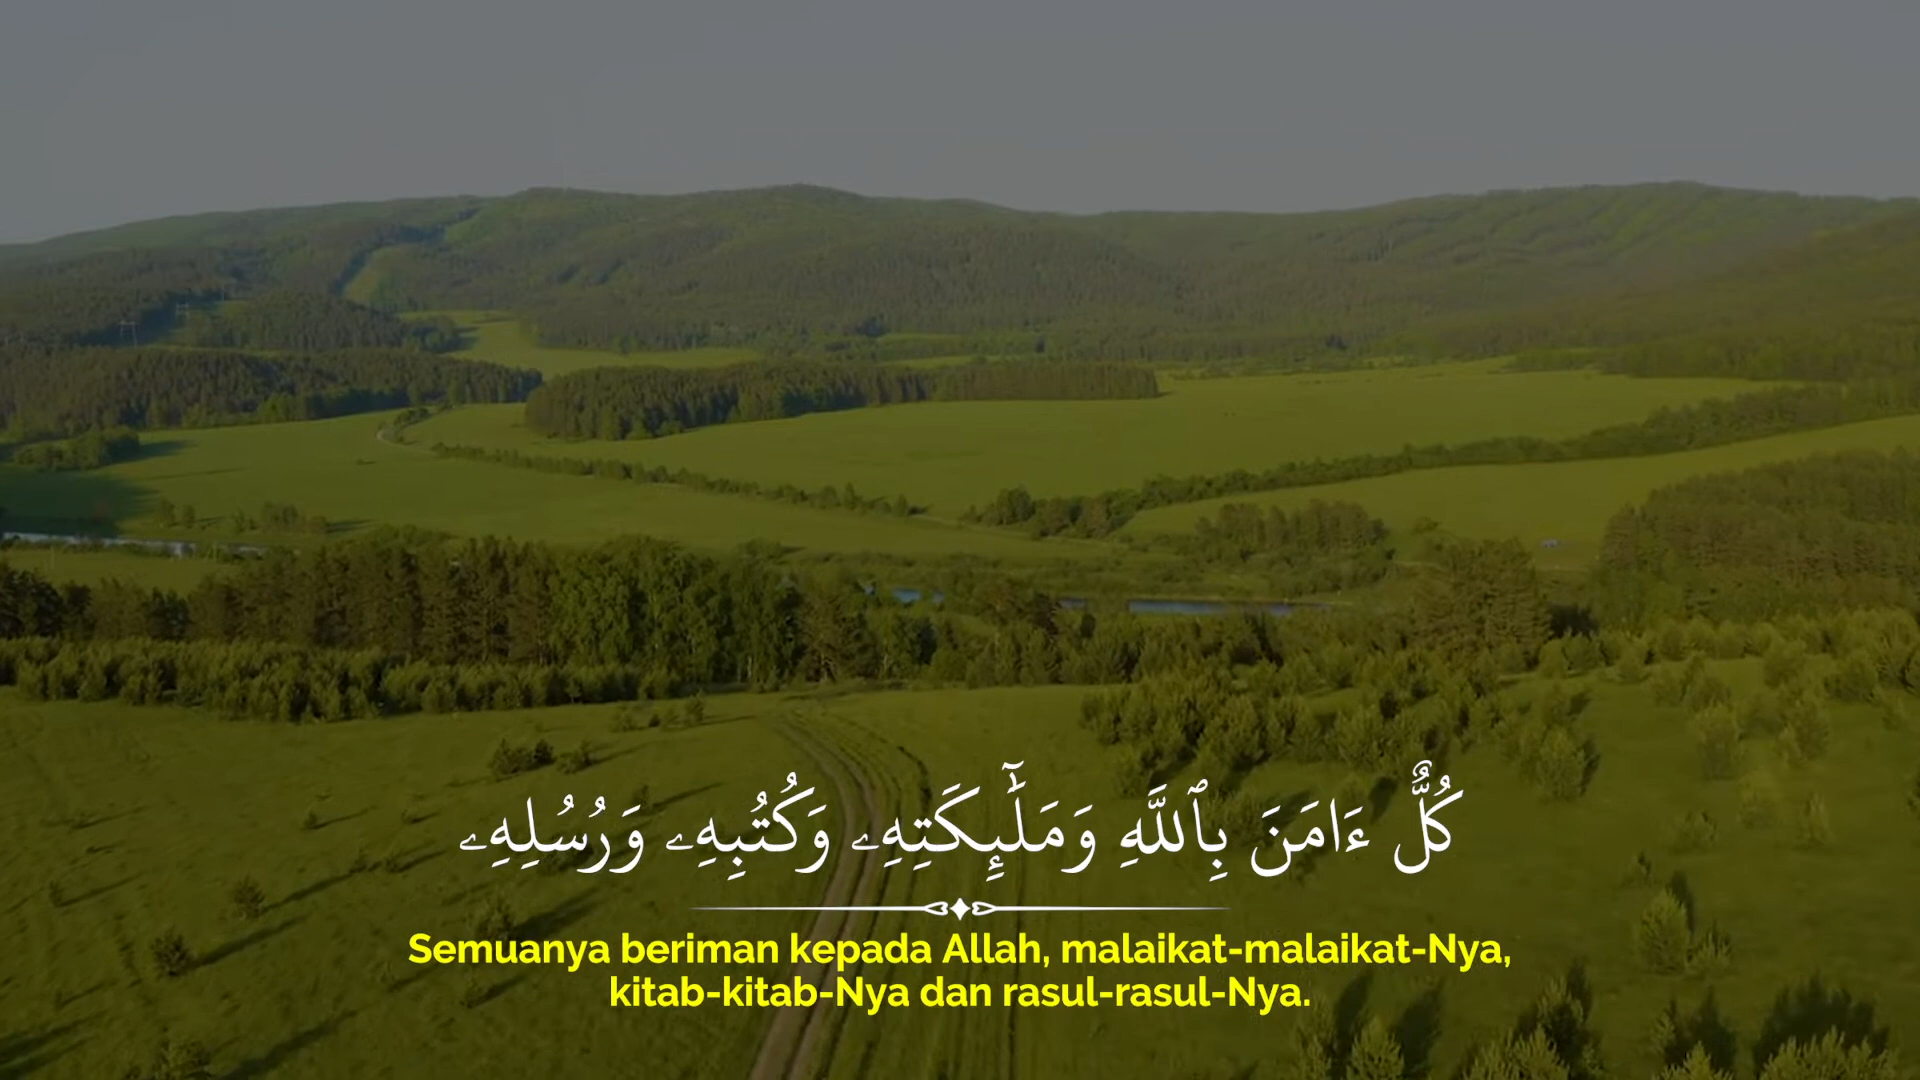 كُلٌّ ءَامَنَ بِٱللَّهِ وَمَلَٰٓئِكَتِهِۦ وَكُتُبِهِۦ وَرُسُلِهِۦ
Semuanya beriman kepada Allah, malaikat-malaikat-Nya,
kitab-kitab-Nya dan rasul-rasul-Nya.